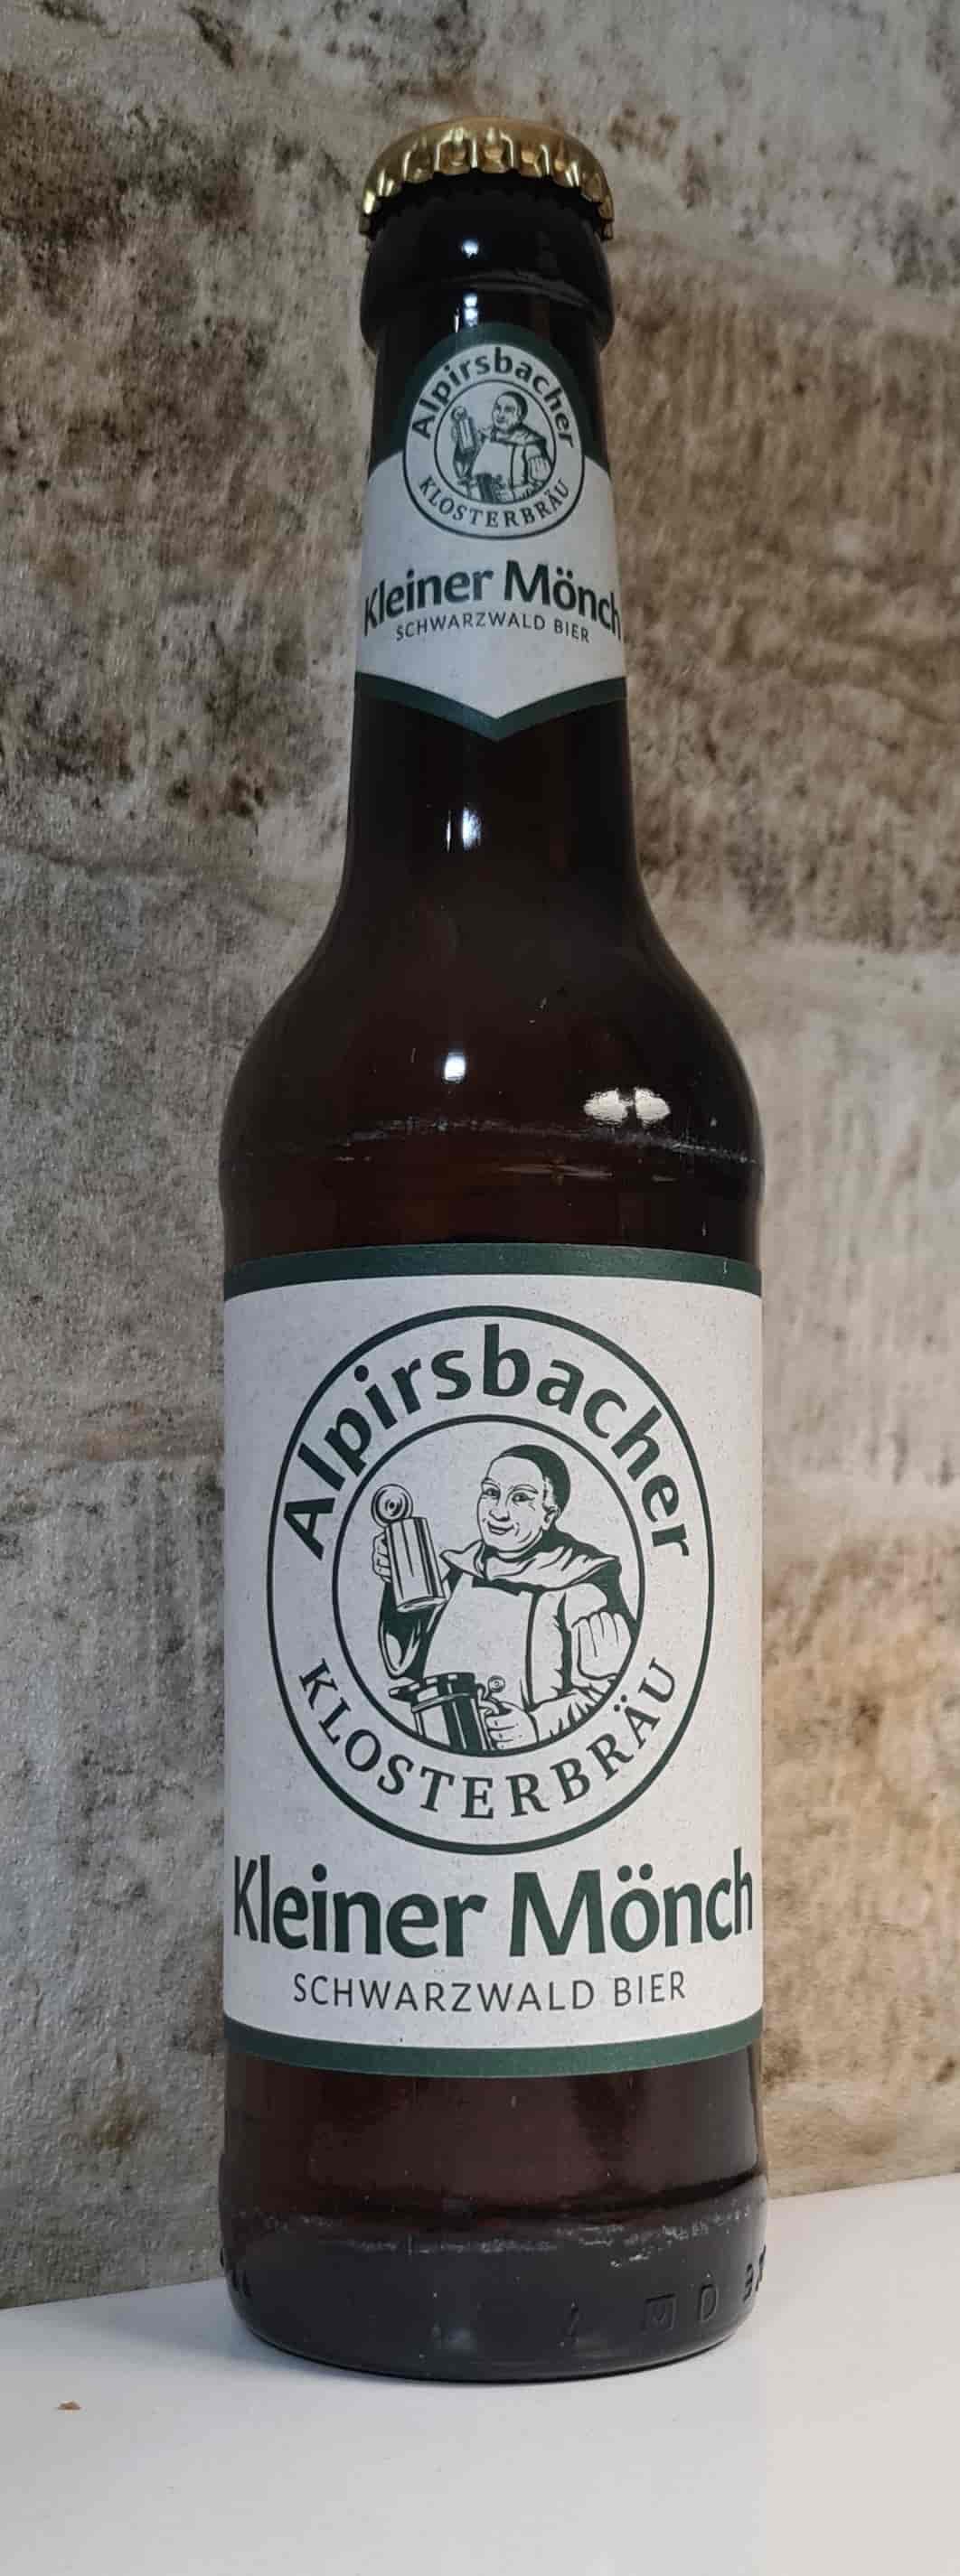 Alpirsbacher
KLOSTERBRÄU
Kleiner Mönch
SCHWARZWALD BIER
Alpirsbacher
KLOSTERBRÄU
Kleiner Mönch
SCHWARZWALD BIER